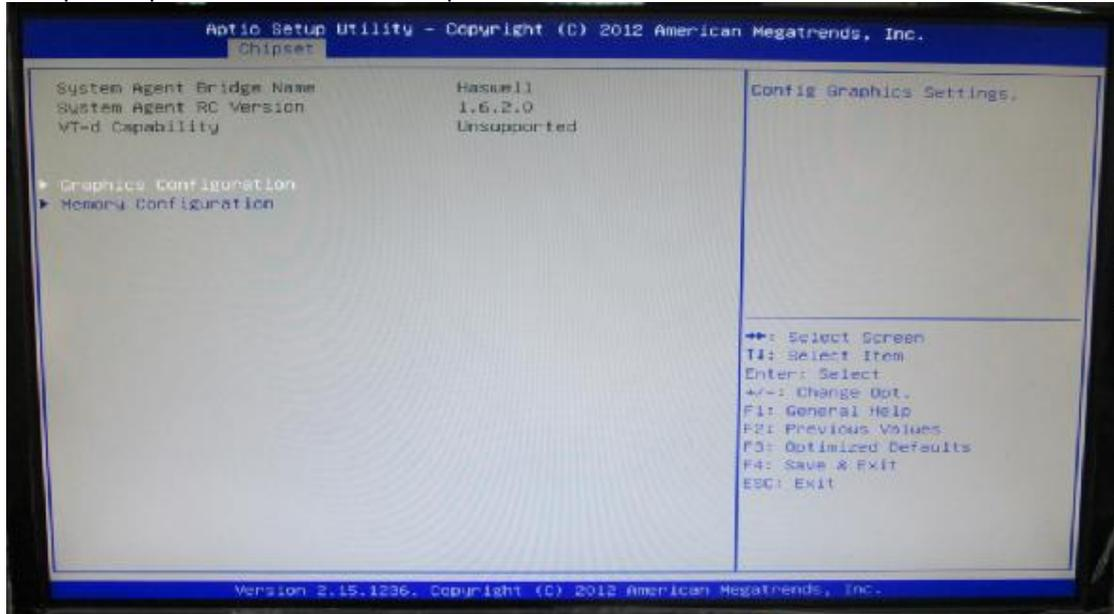 Aptio Setup Utility - Copyright (C) 2012 American Megatrends, Inc.
Chipset
System Agent Bridge Name Haswell
System Agent RC Version 1.6.2.0
VT-d Capability Unsupported
▶ Graphics Configuration
▶ Memory Configuration
Config Graphics Settings.
→←: Select Screen
↑↓: Select Item
Enter: Select
+/-: Change Opt.
F1: General Help
F2: Previous Values
F3: Optimized Defaults
F4: Save & Exit
ESC: Exit
Version 2.15.1236. Copyright (C) 2012 American Megatrends, Inc.